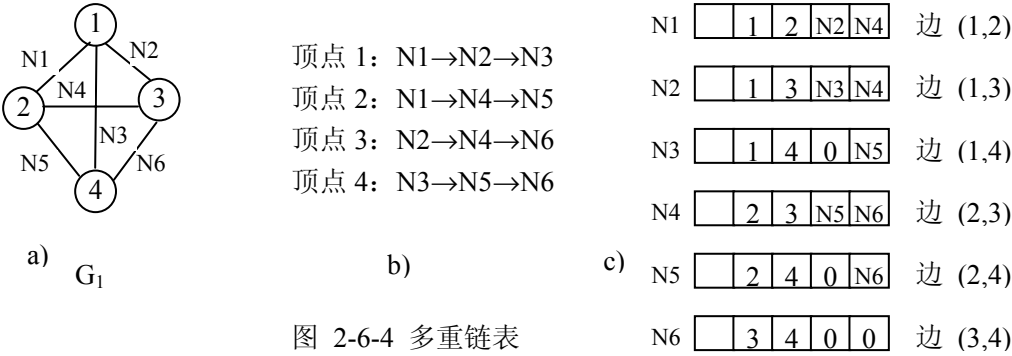 1
N1
N2
N4
2
3
N3
N5
N6
4
a)
G1
顶点 1：N1→N2→N3
顶点 2：N1→N4→N5
顶点 3：N2→N4→N6
顶点 4：N3→N5→N6
b)
图 2-6-4 多重链表
c)
N1 1 2 N2 N4 边 (1,2)
N2 1 3 N3 N4 边 (1,3)
N3 1 4 0 N5 边 (1,4)
N4 2 3 N5 N6 边 (2,3)
N5 2 4 0 N6 边 (2,4)
N6 3 4 0 0 边 (3,4)